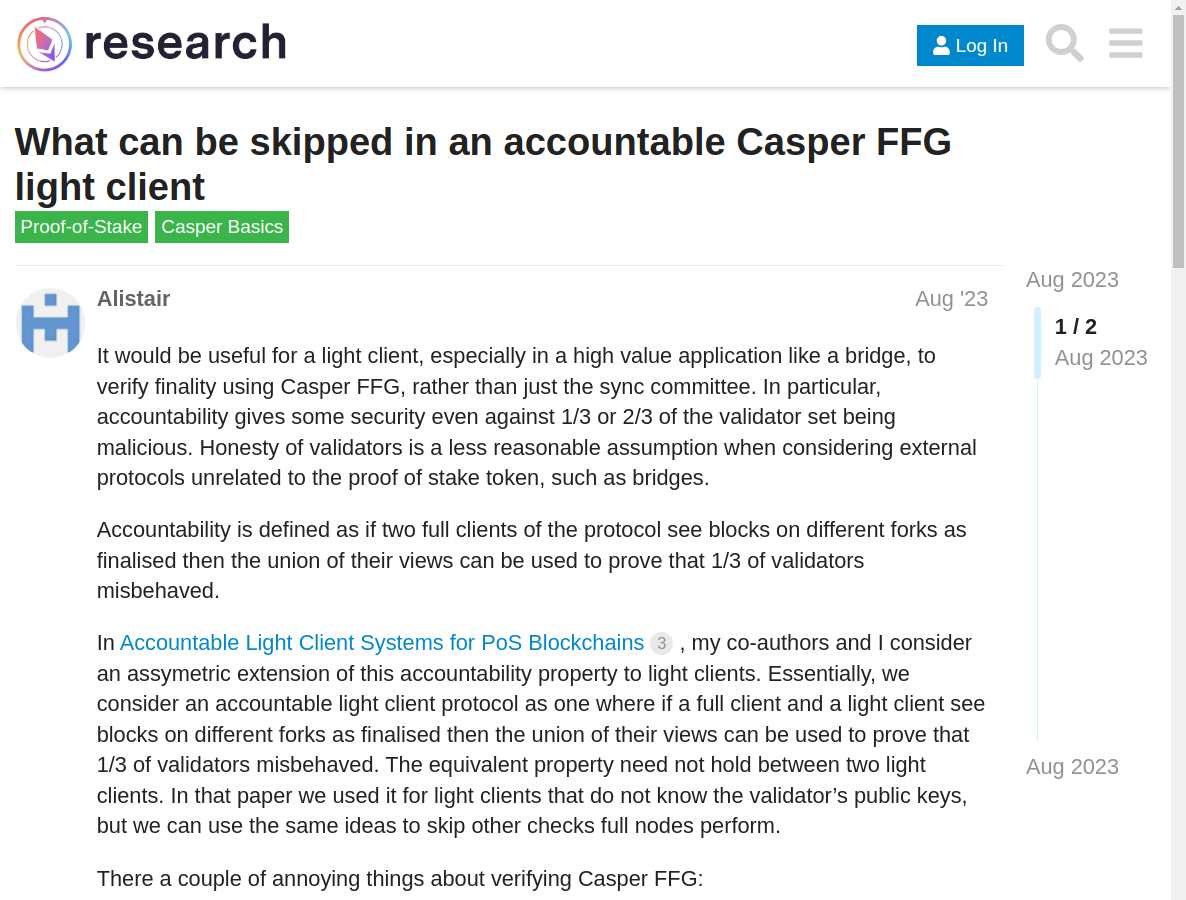 research
Log In
What can be skipped in an accountable Casper FFG
light client
Proof-of-Stake Casper Basics
Alistair
Aug '23
It would be useful for a light client, especially in a high value application like a bridge, to
verify finality using Casper FFG, rather than just the sync committee. In particular,
accountability gives some security even against 1/3 or 2/3 of the validator set being
malicious. Honesty of validators is a less reasonable assumption when considering external
protocols unrelated to the proof of stake token, such as bridges.
Accountability is defined as if two full clients of the protocol see blocks on different forks as
finalised then the union of their views can be used to prove that 1/3 of validators
misbehaved.
In Accountable Light Client Systems for PoS Blockchains 3 , my co-authors and I consider
an assymetric extension of this accountability property to light clients. Essentially, we
consider an accountable light client protocol as one where if a full client and a light client see
blocks on different forks as finalised then the union of their views can be used to prove that
1/3 of validators misbehaved. The equivalent property need not hold between two light
clients. In that paper we used it for light clients that do not know the validator’s public keys,
but we can use the same ideas to skip other checks full nodes perform.
There a couple of annoying things about verifying Casper FFG:
Aug 2023
1 / 2
Aug 2023
Aug 2023